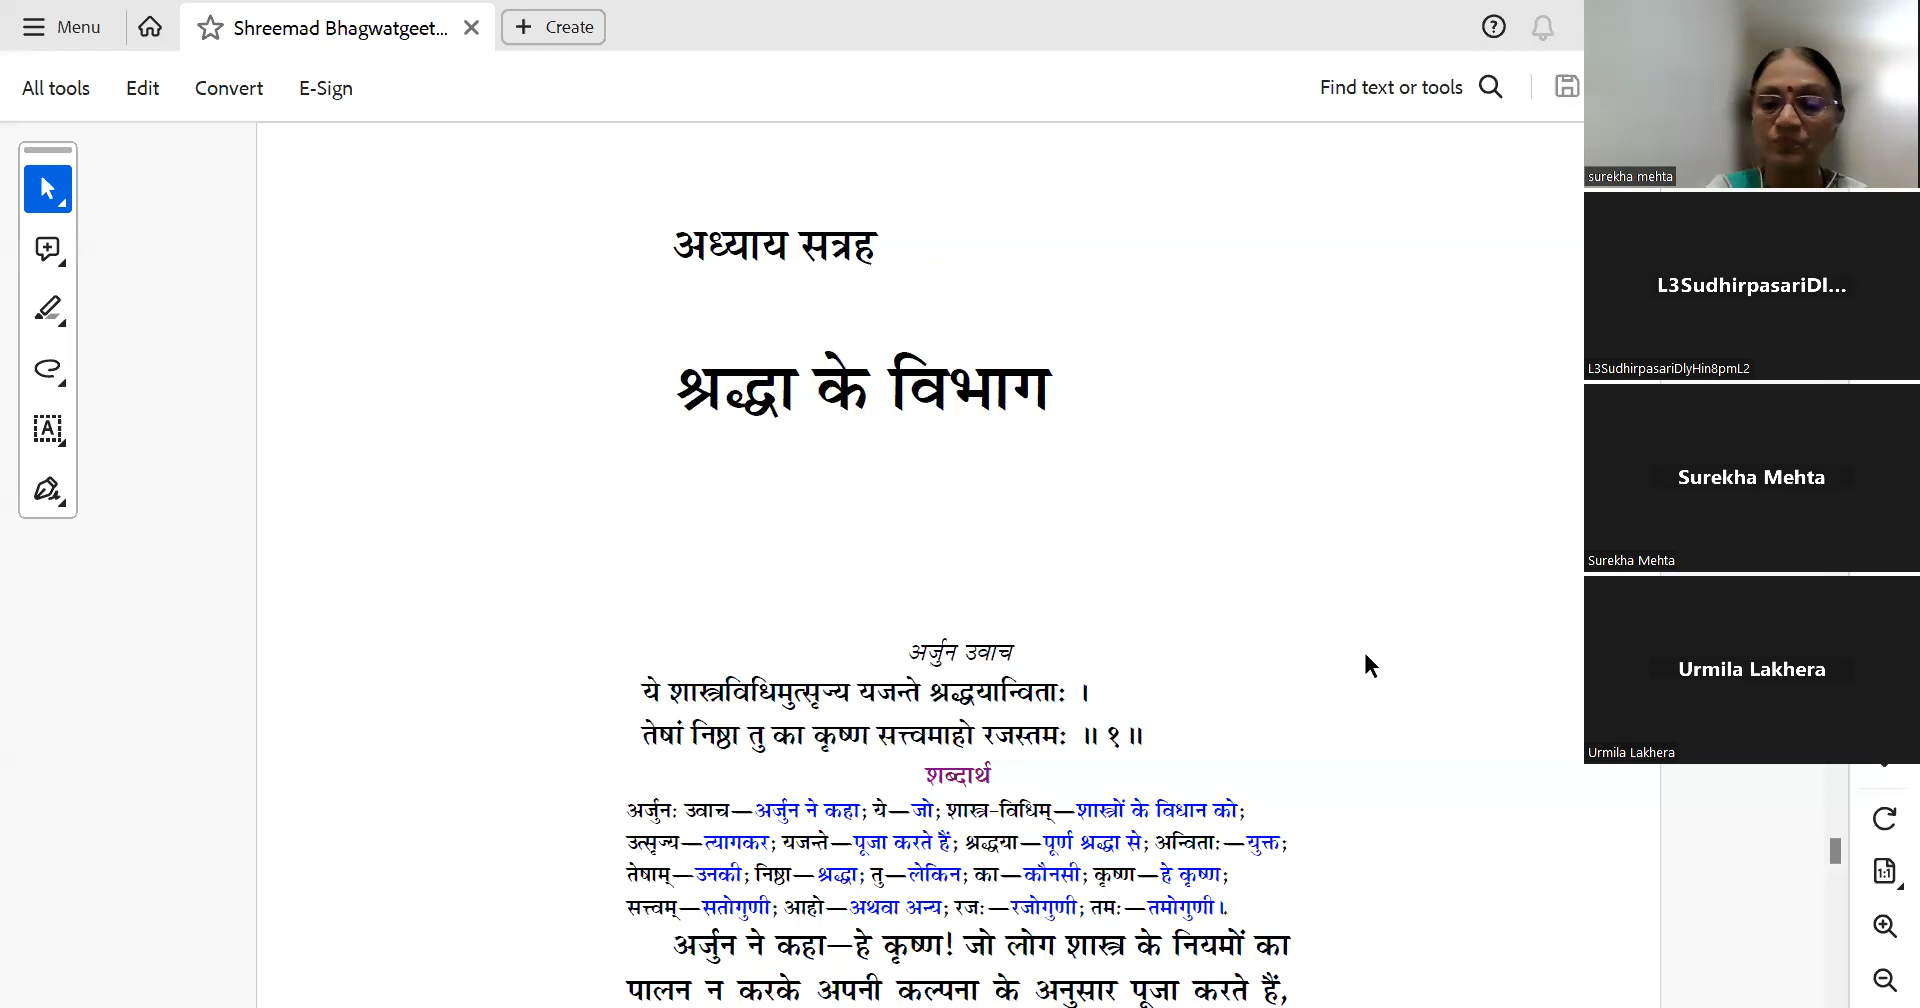 Menu
Shreemad Bhagwatgeet...
Create
All tools
Edit
Convert
E-Sign
Find text or tools
अध्याय सत्रह
श्रद्धा के विभाग
अर्जुन उवाच
ये शास्त्रविधिमुत्सृज्य यजन्ते श्रद्धयान्विताः ।
तेषां निष्ठा तु का कृष्ण सत्त्वमाहो रजस्तमः ॥ १ ॥
शब्दार्थ
अर्जुनः उवाच—अर्जुन ने कहा; ये—जो; शास्त्र-विधिम्—शास्त्रों के विधान को;
उत्सृज्य—त्यागकर; यजन्ते—पूजा करते हैं; श्रद्धया—पूर्ण श्रद्धा से; अन्विताः—युक्त;
तेषाम्—उनकी; निष्ठा—श्रद्धा; तु—लेकिन; का—कौनसी; कृष्ण—हे कृष्ण;
सत्त्वम्—सतोगुणी; आहो—अथवा अन्य; रजः—रजोगुणी; तमः—तमोगुणी।.
अर्जुन ने कहा—हे कृष्ण! जो लोग शास्त्र के नियमों का
पालन न करके अपनी कल्पना के अनुसार पूजा करते हैं,
surekha mehta
L3SudhirpasariDl...
L3SudhirpasariDlyHin8pmL2
Surekha Mehta
Surekha Mehta
Urmila Lakhera
Urmila Lakhera
1:1